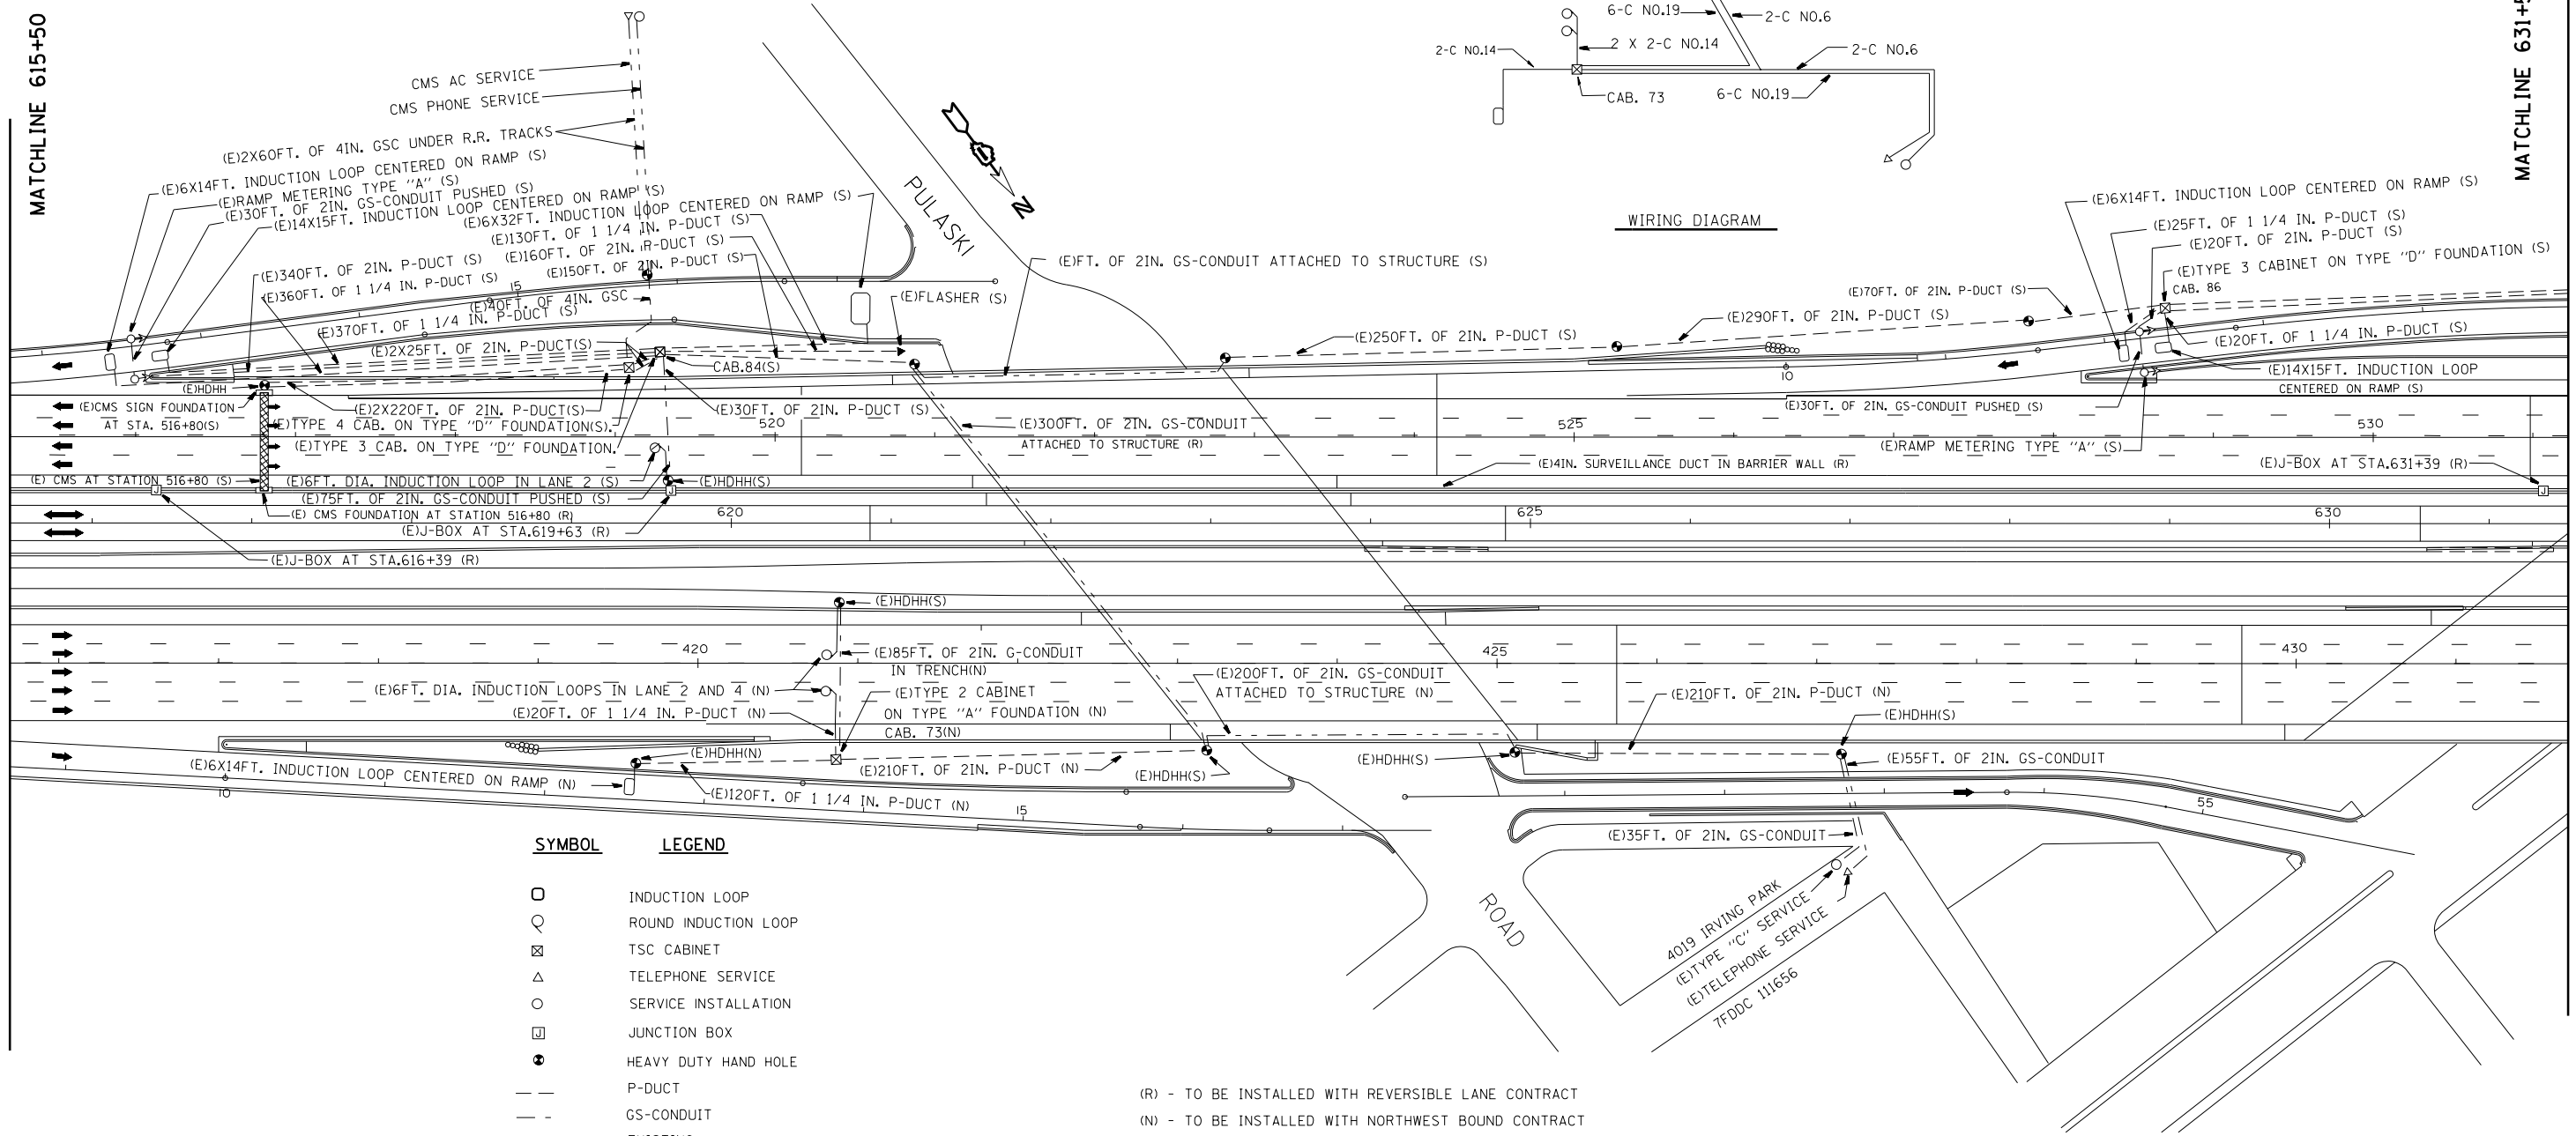 MATCHLINE 615+50
CMS AC SERVICE
CMS PHONE SERVICE
(E)2X60FT. OF 4IN. GSC UNDER R.R. TRACKS
(E)6X14FT. INDUCTION LOOP CENTERED ON RAMP (S)
(E)RAMP METERING TYPE "A" (S)
(E)30FT. OF 2IN. GS-CONDUIT PUSHED (S)
(E)14X15FT. INDUCTION LOOP CENTERED ON RAMP (S)
(E)6X32FT. INDUCTION LOOP CENTERED ON RAMP (S)
(E)130FT. OF 1 1/4 IN. P-DUCT (S)
(E)160FT. OF 2IN. P-DUCT (S)
(E)150FT. OF 2IN. P-DUCT (S)
(E)340FT. OF 2IN. P-DUCT (S)
(E)360FT. OF 1 1/4 IN. P-DUCT (S)
15
(E)40FT. OF 4IN. GSC
(E)370FT. OF 1 1/4 IN. P-DUCT (S)
(E)2X25FT. OF 2IN. P-DUCT(S)
(E)FLASHER (S)
CAB.84(S)
PULASKI
N
6-C NO.19
2-C NO.6
2-C NO.14
2 X 2-C NO.14
2-C NO.6
CAB. 73
6-C NO.19
WIRING DIAGRAM
MATCHLINE 631+5
(E)FT. OF 2IN. GS-CONDUIT ATTACHED TO STRUCTURE (S)
(E)250FT. OF 2IN. P-DUCT (S)
(E)290FT. OF 2IN. P-DUCT (S)
(E)70FT. OF 2IN. P-DUCT (S)
(E)6X14FT. INDUCTION LOOP CENTERED ON RAMP (S)
(E)25FT. OF 1 1/4 IN. P-DUCT (S)
(E)20FT. OF 2IN. P-DUCT (S)
(E)TYPE 3 CABINET ON TYPE "D" FOUNDATION (S)
CAB. 86
(E)20FT. OF 1 1/4 IN. P-DUCT (S)
(E)14X15FT. INDUCTION LOOP
CENTERED ON RAMP (S)
10
(E)30FT. OF 2IN. GS-CONDUIT PUSHED (S)
(E)HDHH
(E)CMS SIGN FOUNDATION
AT STA. 516+80(S)
(E)2X220FT. OF 2IN. P-DUCT(S)
(E)30FT. OF 2IN. P-DUCT (S)
(E)TYPE 4 CAB. ON TYPE "D" FOUNDATION(S).
520
(E)TYPE 3 CAB. ON TYPE "D" FOUNDATION.
(E)300FT. OF 2IN. GS-CONDUIT
ATTACHED TO STRUCTURE (R)
525
530
(E)RAMP METERING TYPE "A" (S)
(E)4IN. SURVEILLANCE DUCT IN BARRIER WALL (R)
(E)J-BOX AT STA.631+39 (R)
(E) CMS AT STATION 516+80 (S)
(E)6FT. DIA. INDUCTION LOOP IN LANE 2 (S)
(E)HDHH(S)
J
J
J
(E)75FT. OF 2IN. GS-CONDUIT PUSHED (S)
(E) CMS FOUNDATION AT STATION 516+80 (R)
620
625
630
(E)J-BOX AT STA.619+63 (R)
(E)J-BOX AT STA.616+39 (R)
(E)HDHH(S)
420
425
430
(E)85FT. OF 2IN. G-CONDUIT
IN TRENCH(N)
(E)6FT. DIA. INDUCTION LOOPS IN LANE 2 AND 4 (N)
(E)TYPE 2 CABINET
ON TYPE "A" FOUNDATION (N)
CAB. 73(N)
(E)20FT. OF 1 1/4 IN. P-DUCT (N)
(E)200FT. OF 2IN. GS-CONDUIT
ATTACHED TO STRUCTURE (N)
(E)210FT. OF 2IN. P-DUCT (N)
(E)HDHH(S)
(E)HDHH(N)
(E)6X14FT. INDUCTION LOOP CENTERED ON RAMP (N)
(E)210FT. OF 2IN. P-DUCT (N)
(E)HDHH(S)
(E)HDHH(S)
(E)55FT. OF 2IN. GS-CONDUIT
10
(E)120FT. OF 1 1/4 IN. P-DUCT (N)
15
55
(E)35FT. OF 2IN. GS-CONDUIT
ROAD
4019 IRVING PARK
(E)TYPE "C" SERVICE
(E)TELEPHONE SERVICE
7FDDC 111656
SYMBOL LEGEND
INDUCTION LOOP
ROUND INDUCTION LOOP
TSC CABINET
TELEPHONE SERVICE
SERVICE INSTALLATION
J JUNCTION BOX
HEAVY DUTY HAND HOLE
P-DUCT
GS-CONDUIT
(R) - TO BE INSTALLED WITH REVERSIBLE LANE CONTRACT
(N) - TO BE INSTALLED WITH NORTHWEST BOUND CONTRACT